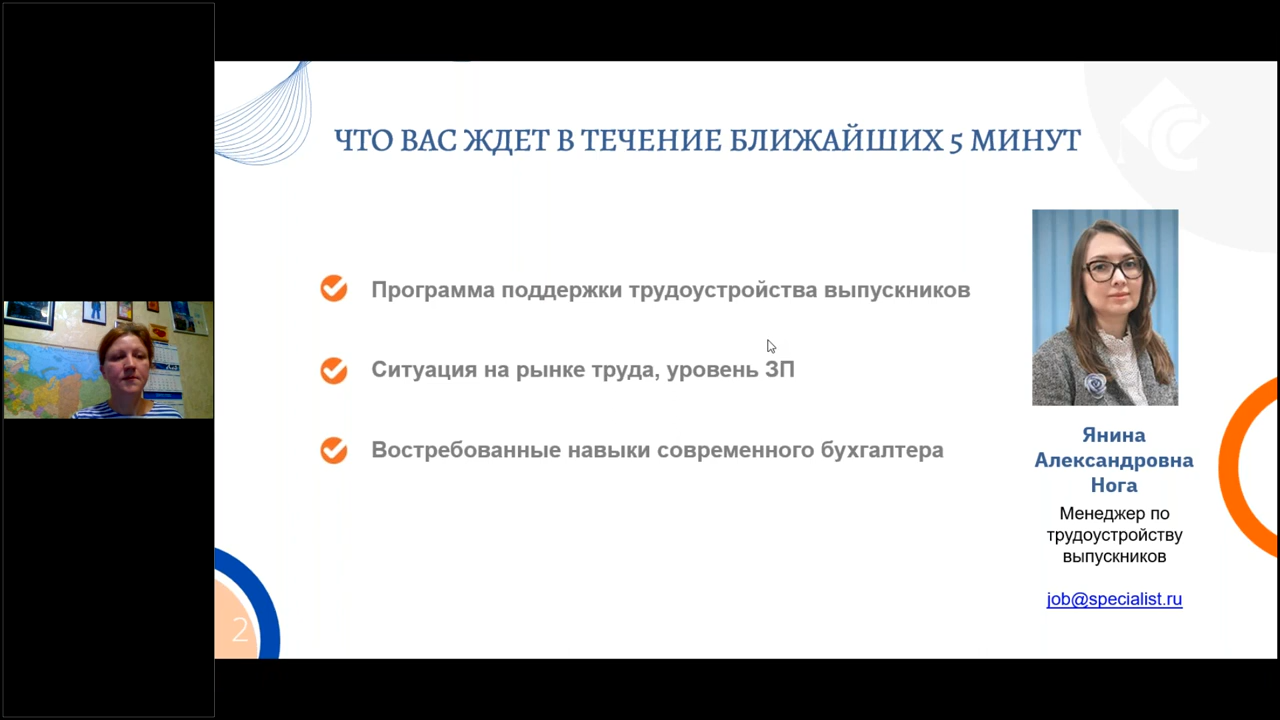 ЧТО ВАС ЖДЕТ В ТЕЧЕНИЕ БЛИЖАЙШИХ 5 МИНУТ
Программа поддержки трудоустройства выпускников
Ситуация на рынке труда, уровень ЗП
Востребованные навыки современного бухгалтера
Янина
Александровна
Нога
Менеджер по
трудоустройству
выпускников
job@specialist.ru
2